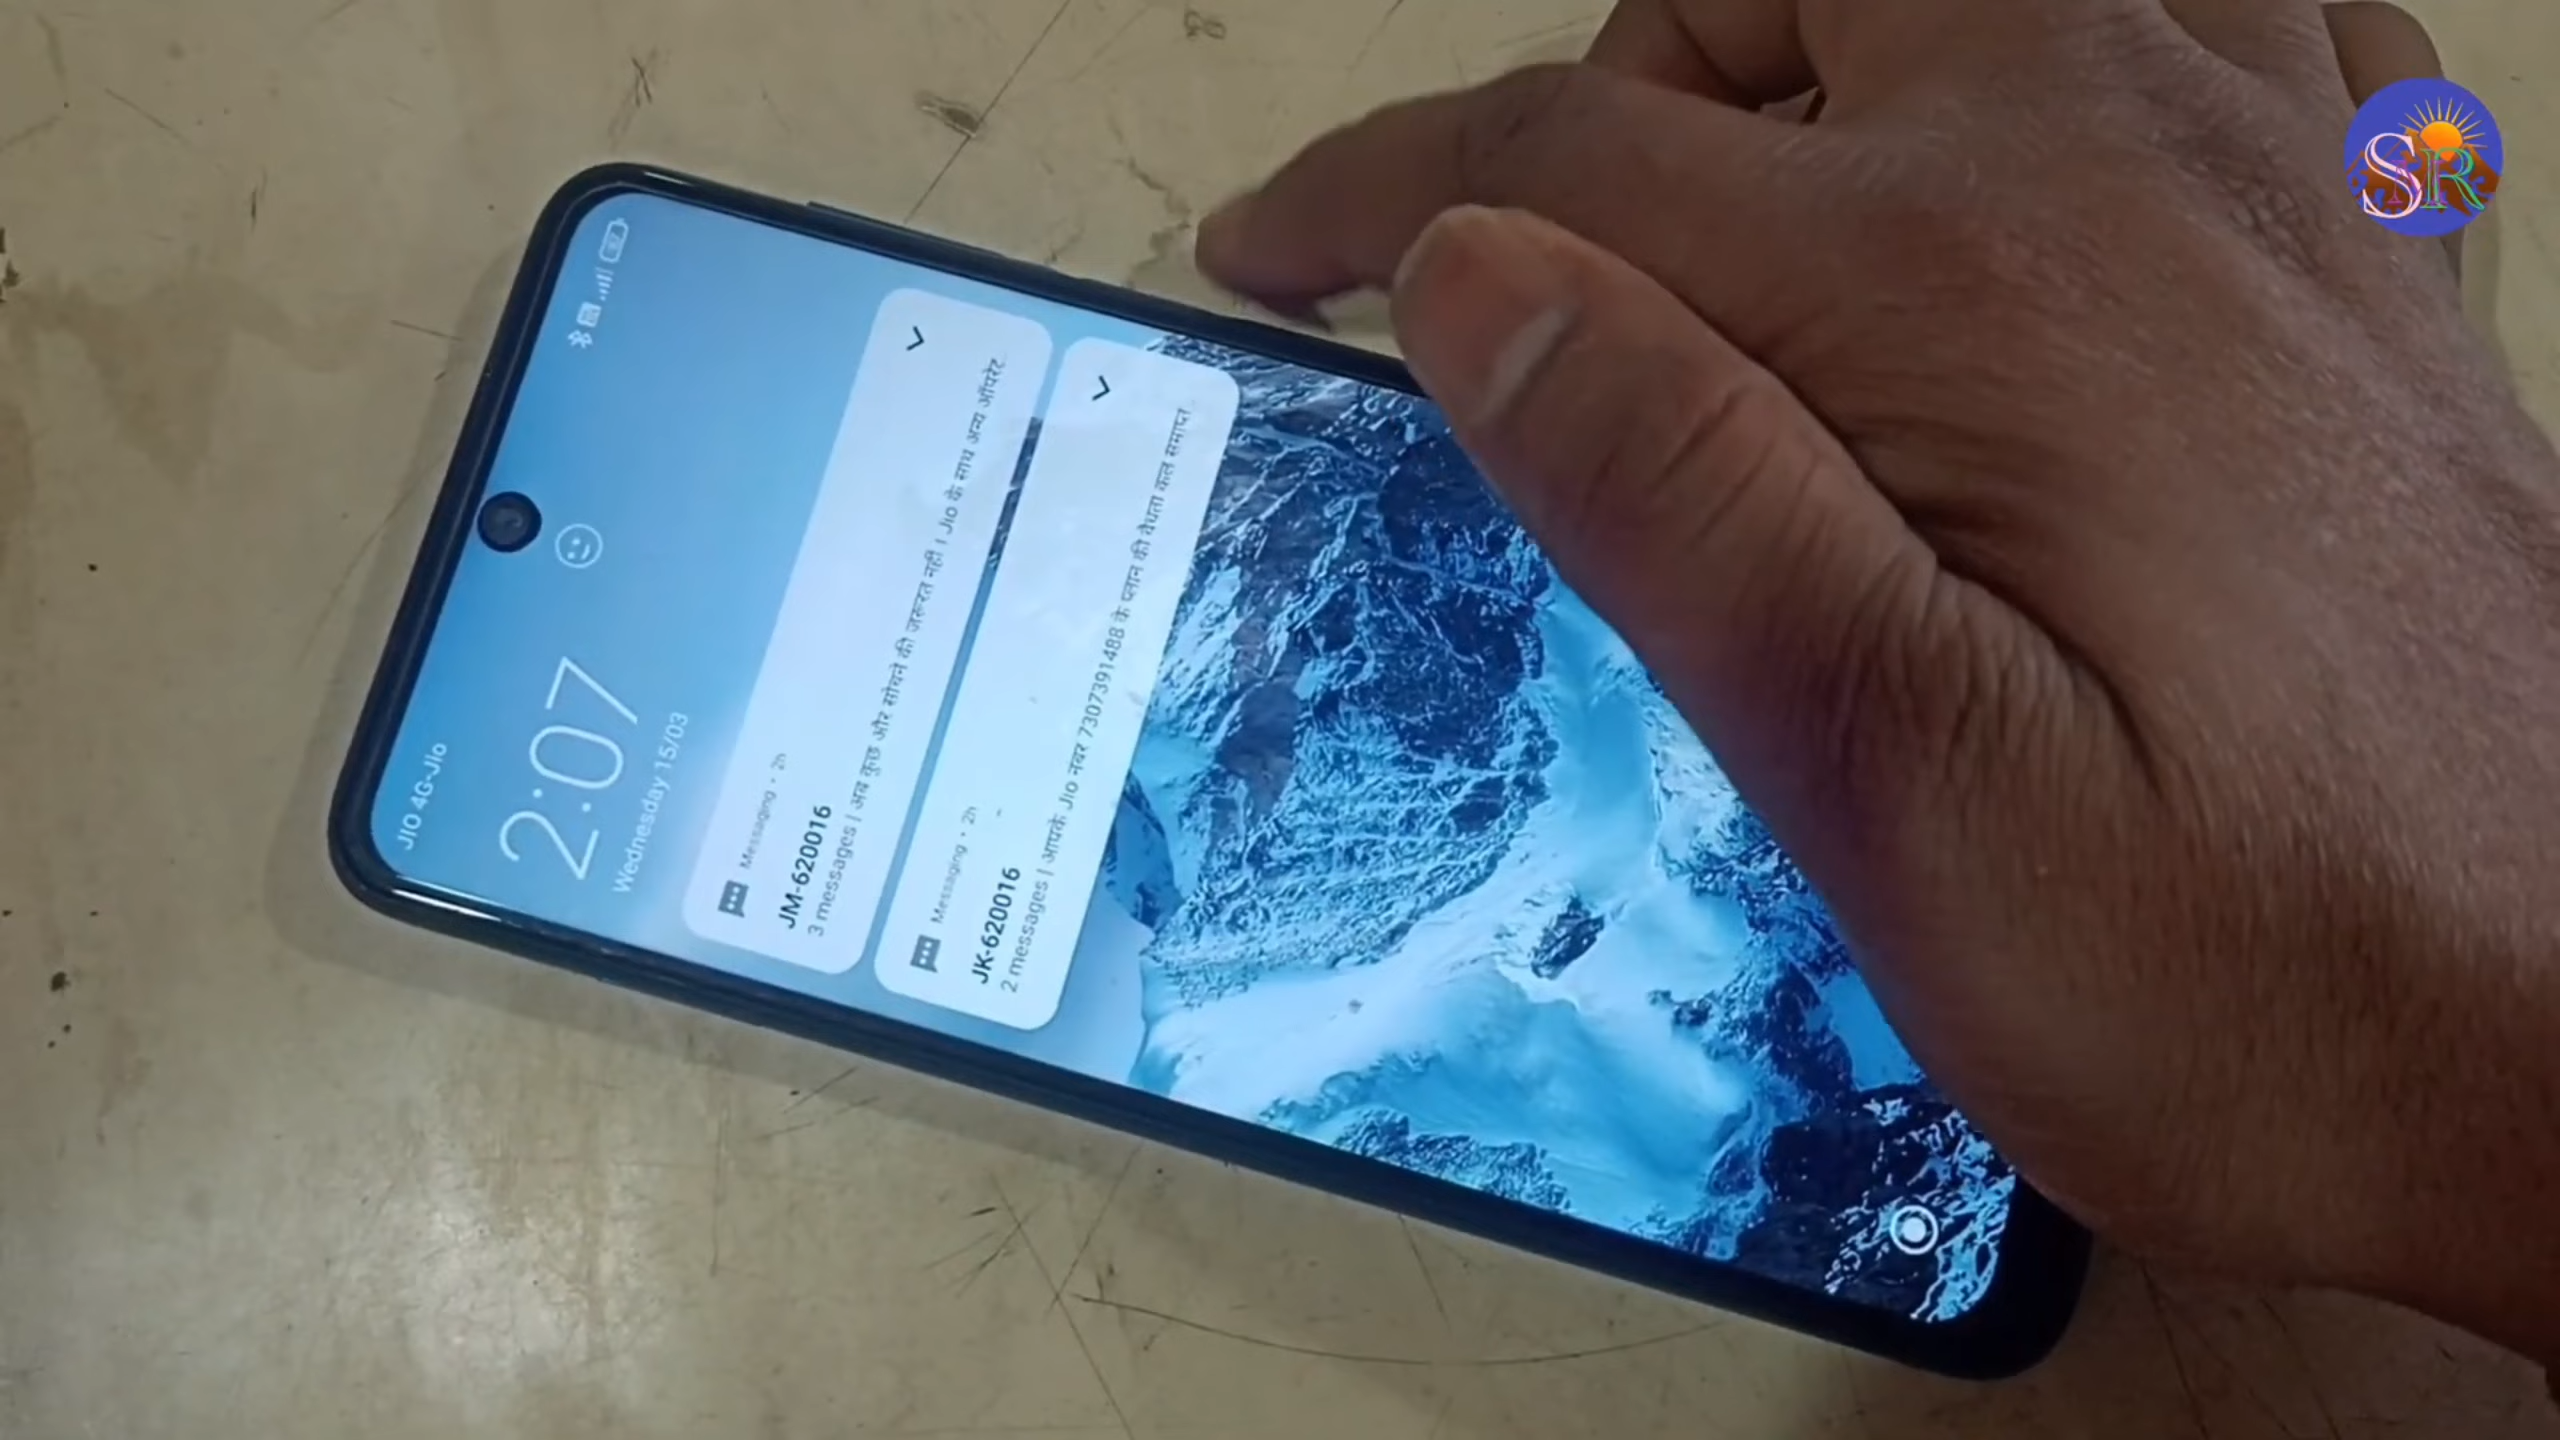 JIO 4G-Jio
2:07
Wednesday 15/03
Messaging • 2h
JM-620016
3 messages | अब कुछ और सोचने की जरूरत नहीं । Jio के साथ अन्य ऑपरेट..
Messaging • 2h
JK-620016
2 messages | आपके Jio नंबर 7307391488 के प्लान की वैधता कल समाप्त..
SR